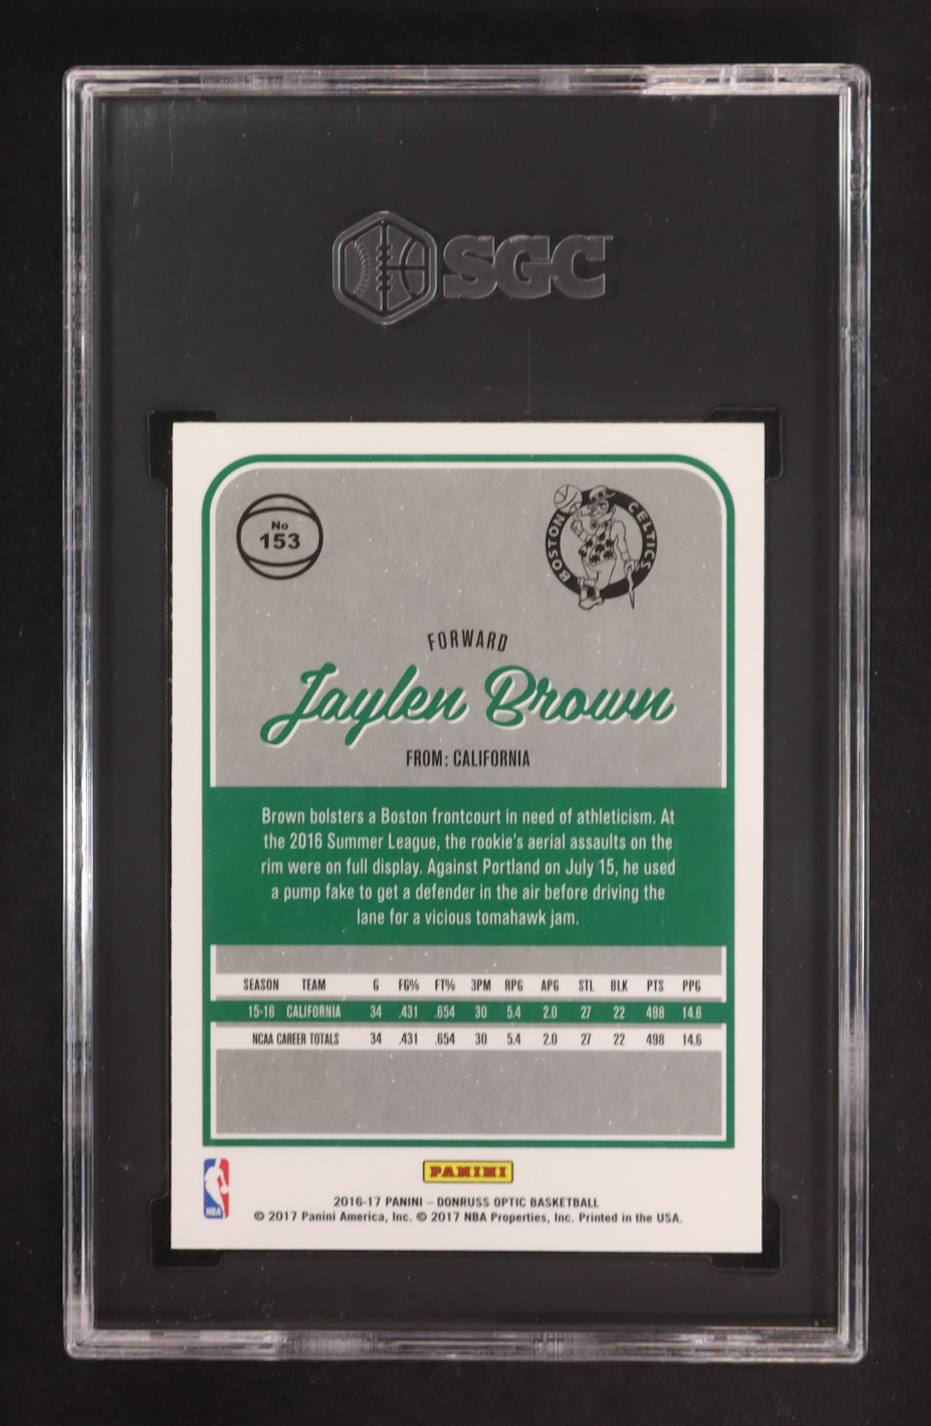 SGC
No
153
BOSTON CELTICS
FORWARD
Jaylen Brown
FROM: CALIFORNIA
Brown bolsters a Boston frontcourt in need of athleticism. At
the 2016 Summer League, the rookie's aerial assaults on the
rim were on full display. Against Portland on July 15, he used
a pump fake to get a defender in the air before driving the
lane for a vicious tomahawk jam.
SEASON TEAM G FG% FT% 3PM RPG APG STL BLK PTS PPG
15-16 CALIFORNIA 34 .431 .654 30 5.4 2.0 27 22 498 14.6
NCAA CAREER TOTALS 34 .431 .654 30 5.4 2.0 27 22 498 14.6
PANINI
NBA
2016-17 PANINI – DONRUSS OPTIC BASKETBALL
© 2017 Panini America, Inc. © 2017 NBA Properties, Inc. Printed in the USA.